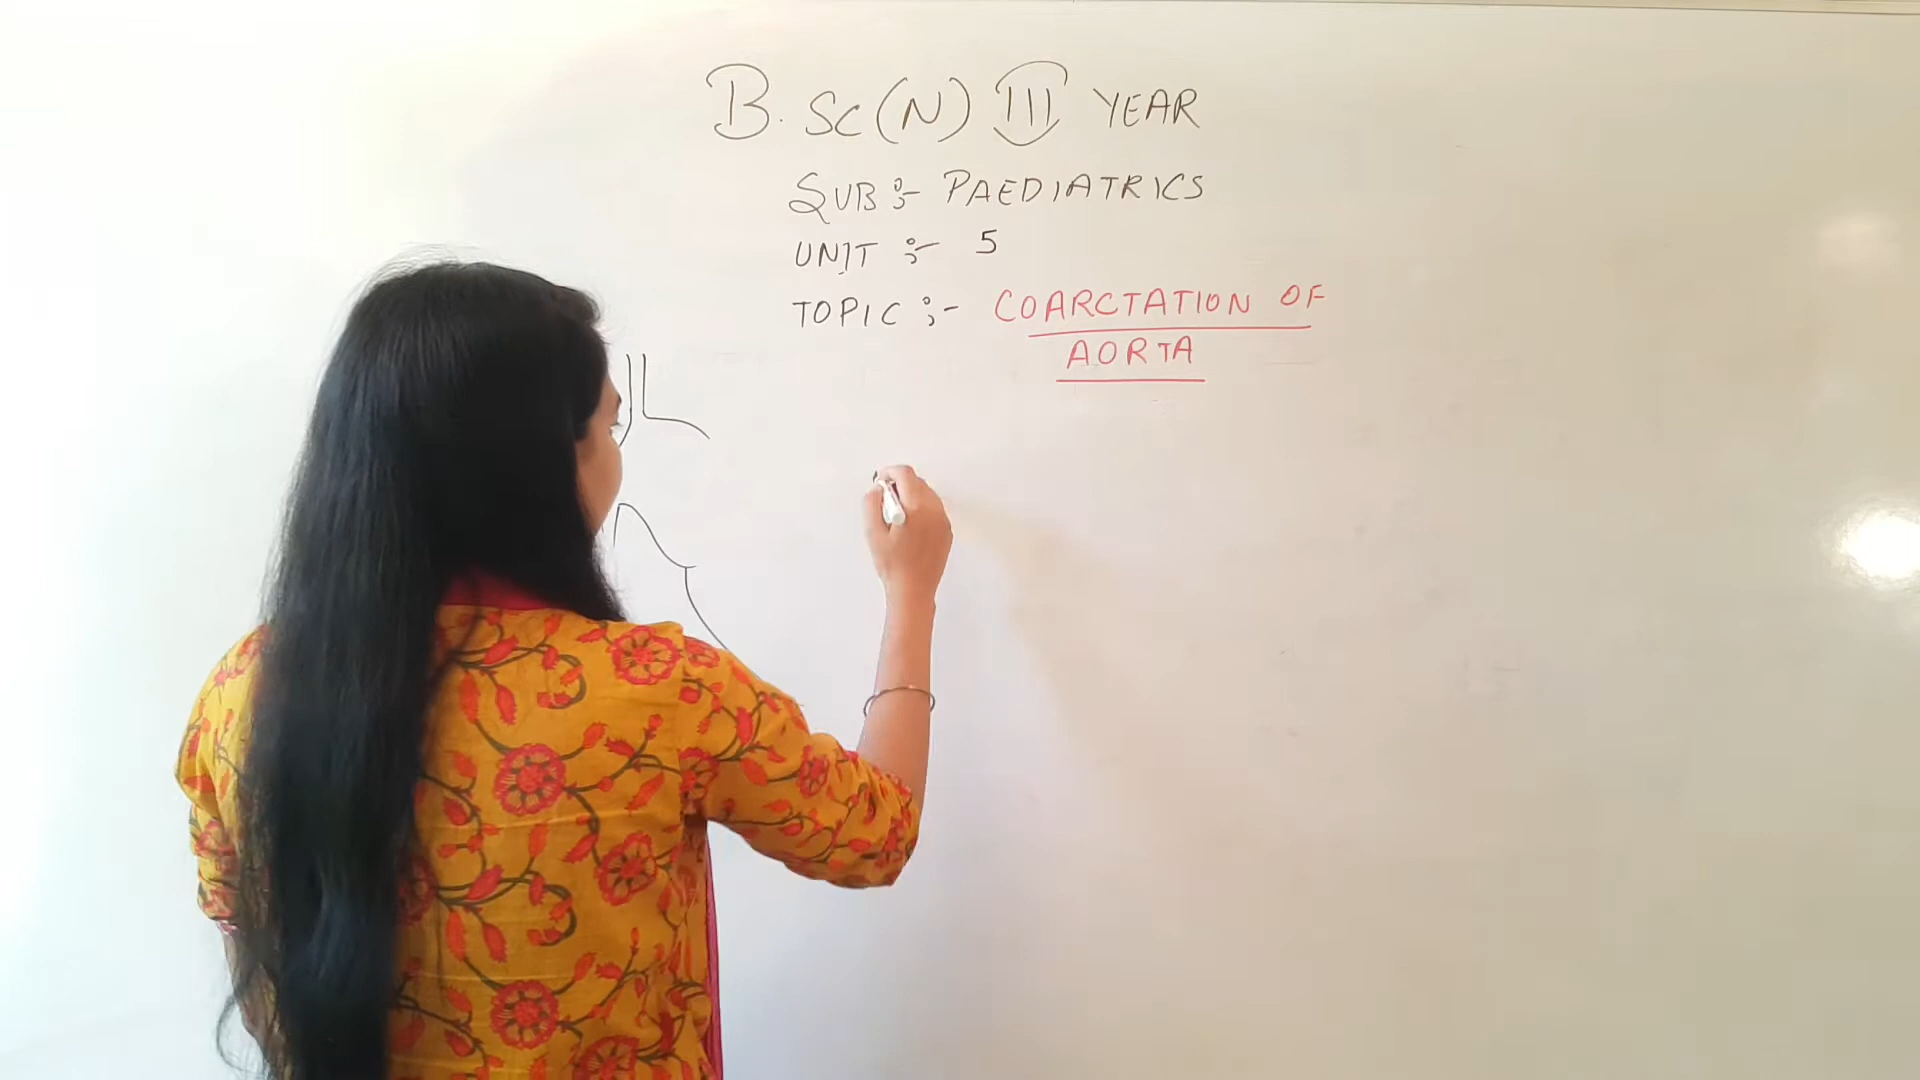 B.SC(N) III YEAR
SUB :- PAEDIATRICS
UNIT :- 5
TOPIC :- COARCTATION OF
AORTA